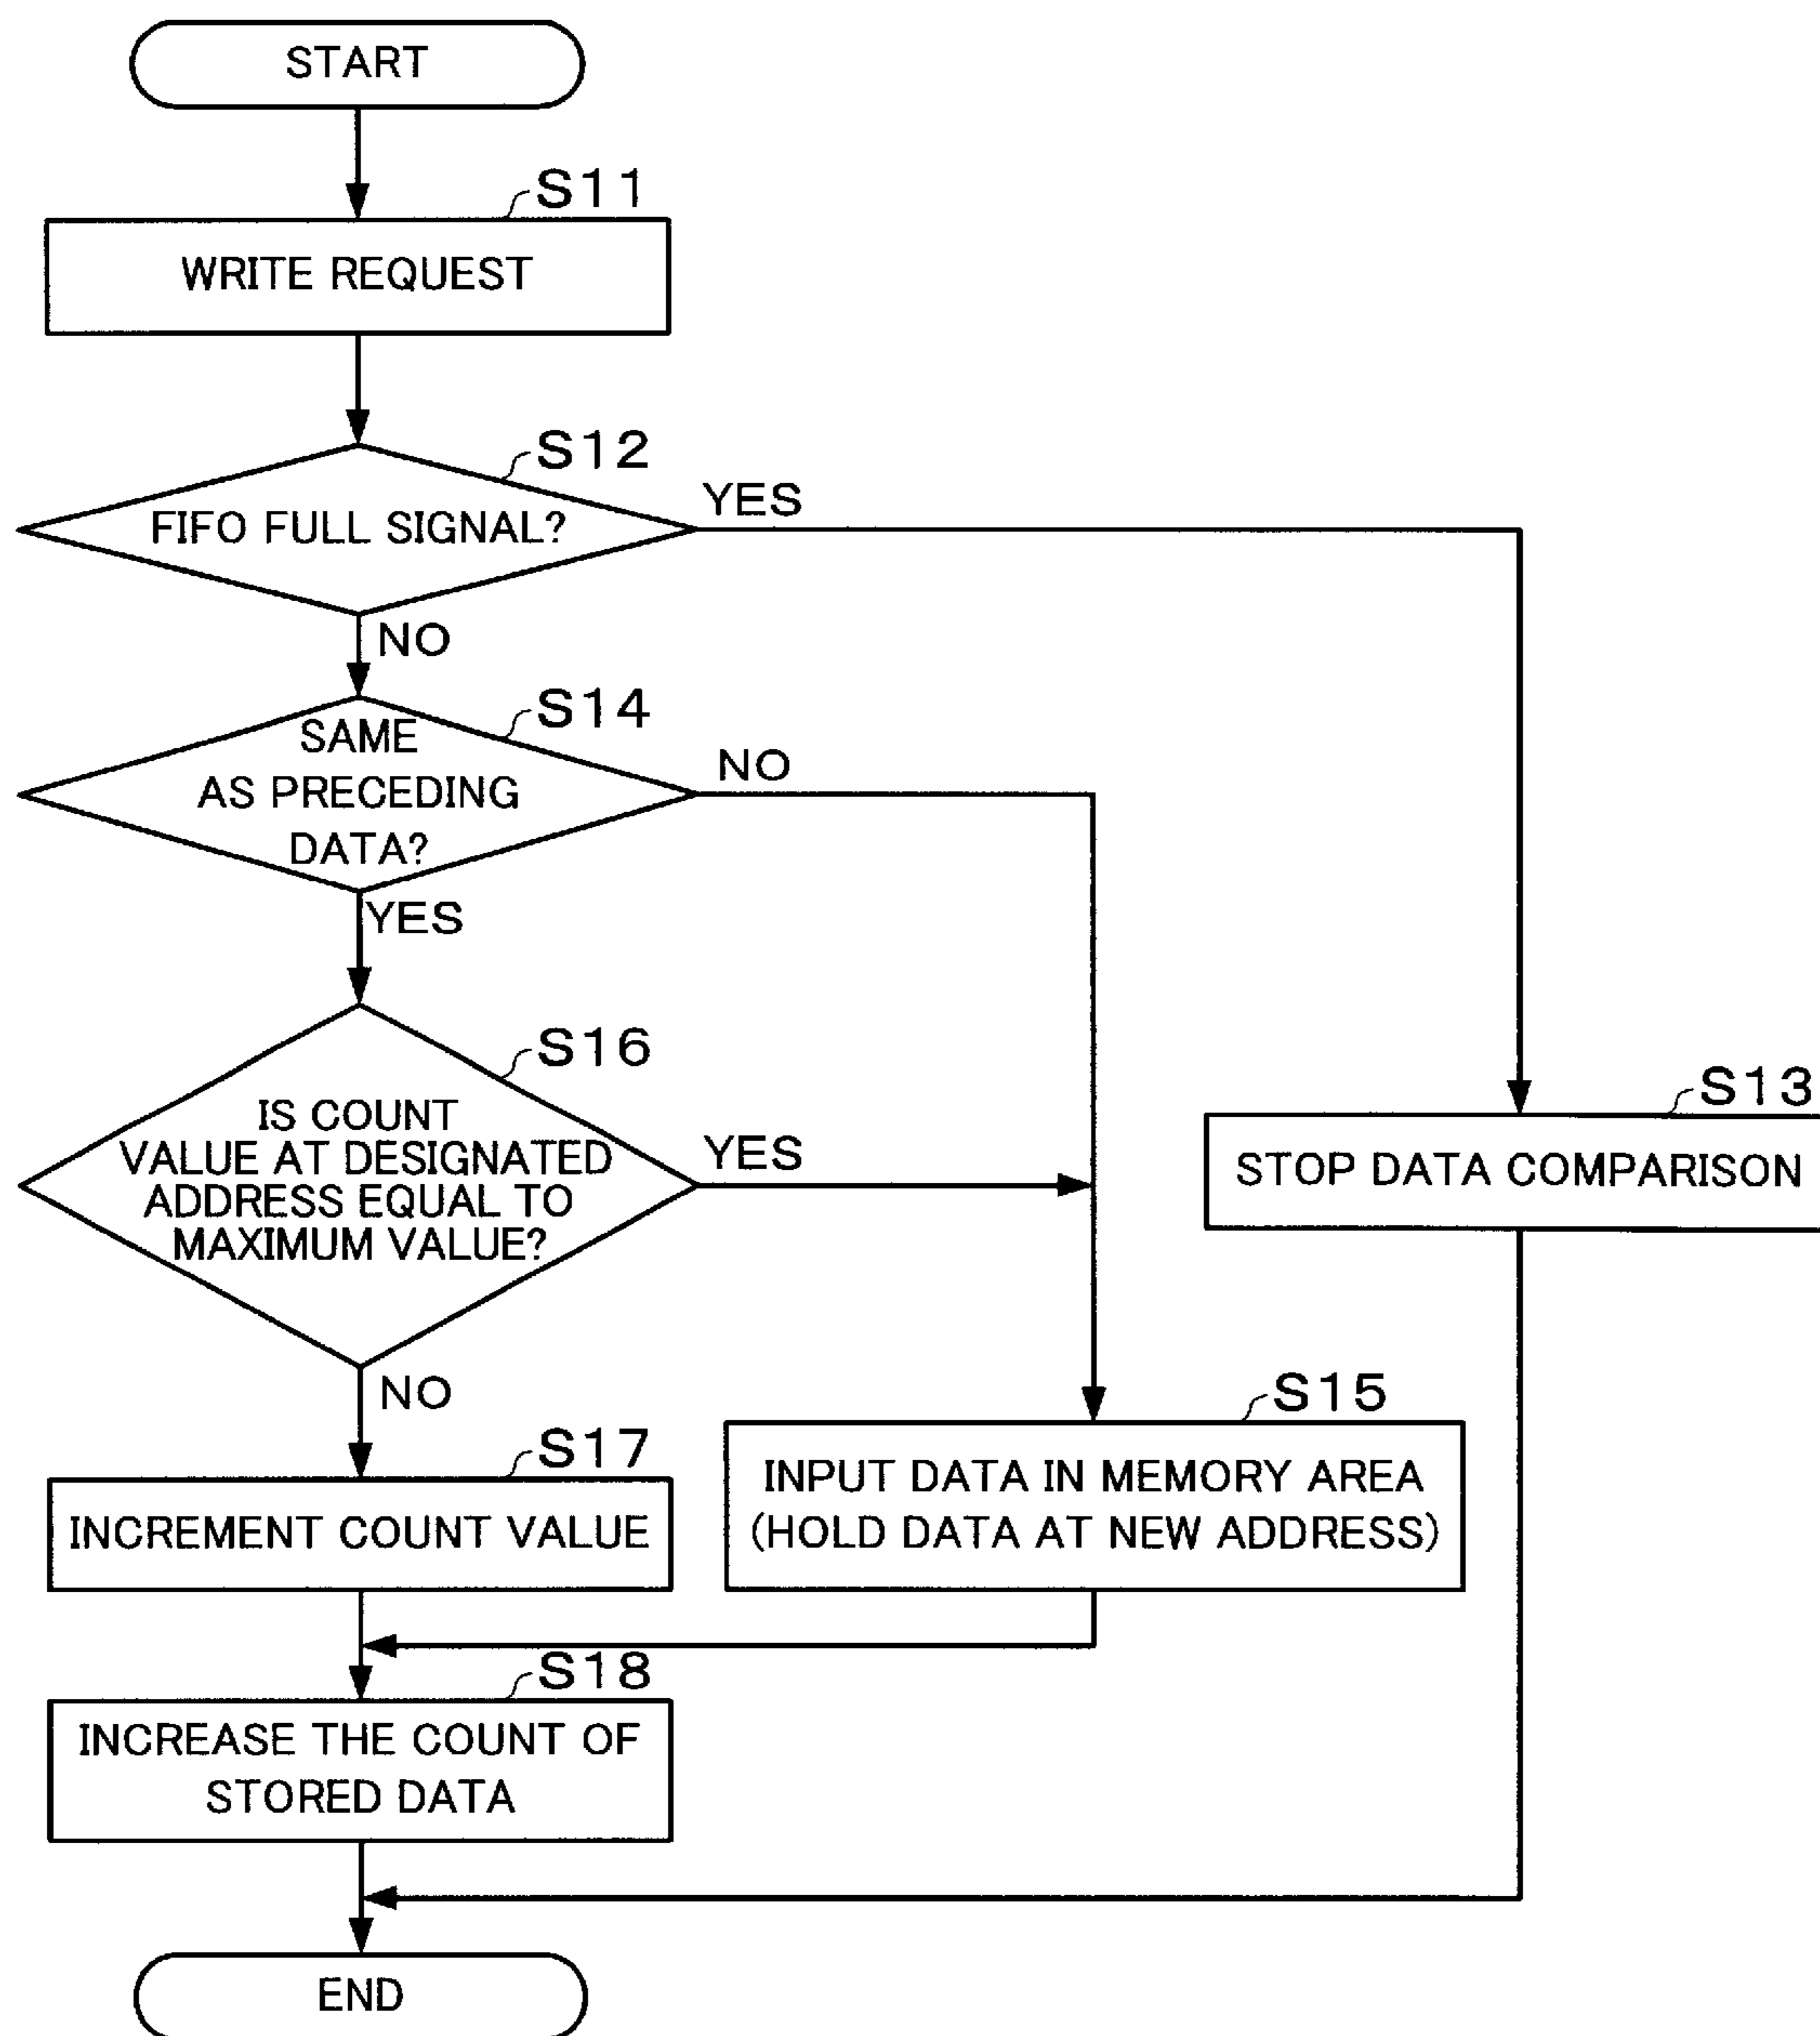 START
S11
WRITE REQUEST
S12
FIFO FULL SIGNAL?
YES
NO
S14
SAME
AS PRECEDING
DATA?
NO
YES
S16
IS COUNT
VALUE AT DESIGNATED
ADDRESS EQUAL TO
MAXIMUM VALUE?
YES
NO
S13
STOP DATA COMPARISON
S15
INPUT DATA IN MEMORY AREA
(HOLD DATA AT NEW ADDRESS)
S17
INCREMENT COUNT VALUE
S18
INCREASE THE COUNT OF
STORED DATA
END